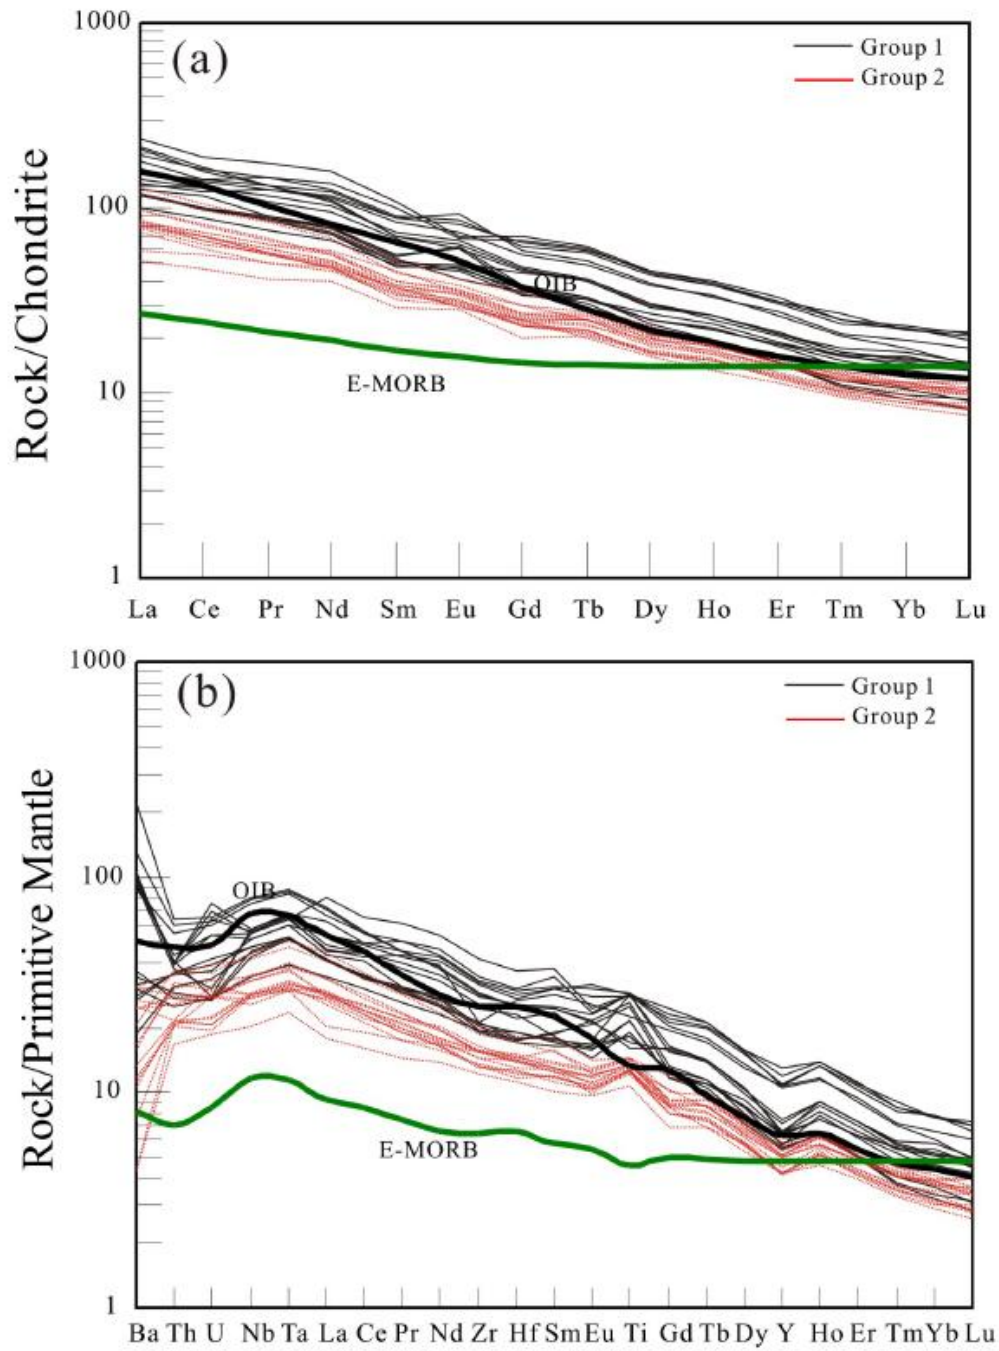 1000
(a)
Group 1
Group 2
Rock/Chondrite
100
OIB
E-MORB
10
1
La Ce Pr Nd Sm Eu Gd Tb Dy Ho Er Tm Yb Lu
1000
(b)
Group 1
Group 2
Rock/Primitive Mantle
100
OIB
10
E-MORB
1
Ba Th U Nb Ta La Ce Pr Nd Zr Hf Sm Eu Ti Gd Tb Dy Y Ho Er Tm Yb Lu